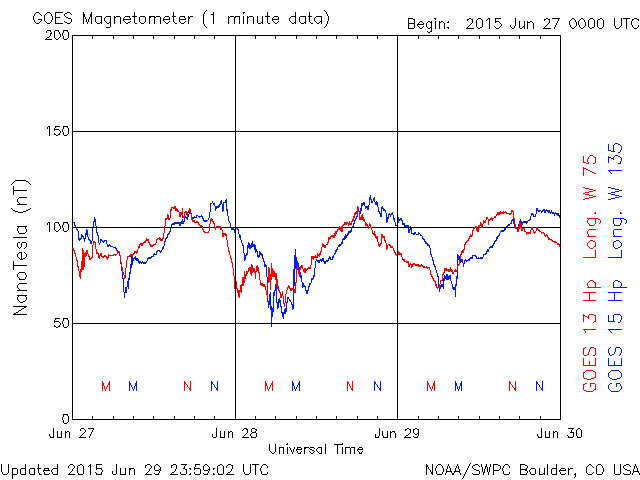 GOES Magnetometer (1 minute data)
Begin: 2015 Jun 27 0000 UTC
200
150
100
50
0
NanoTesla (nT)
M M N N M M N N M M N N
Jun 27 Jun 28 Jun 29 Jun 30
Universal Time
GOES 13 Hp Long. W 75
GOES 15 Hp Long. W 135
Updated 2015 Jun 29 23:59:02 UTC
NOAA/SWPC Boulder, CO USA